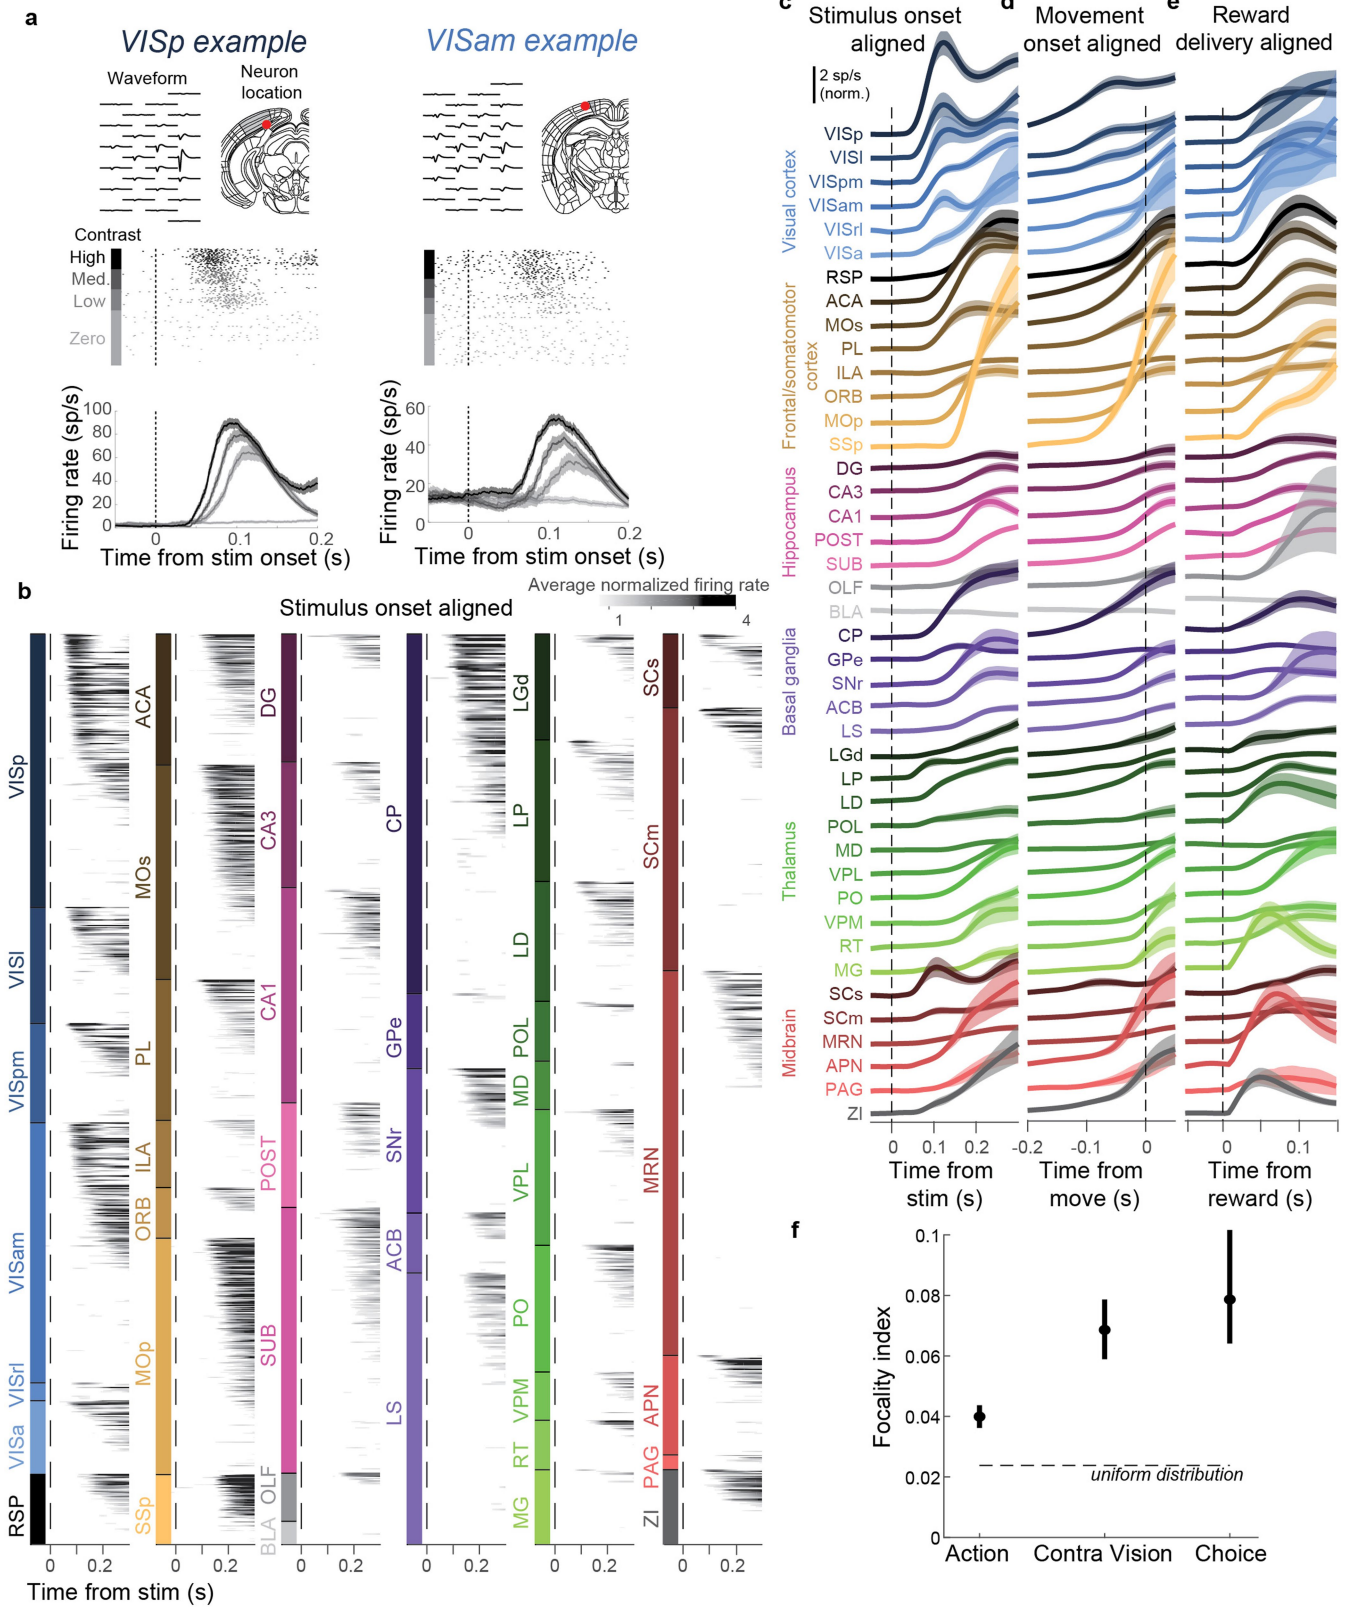 a
VISp example
VISam example
Waveform
Neuron
location
Contrast
High
Med.
Low
Zero
Firing rate (sp/s)
100
80
60
40
20
0
0
0.1
0.2
Time from stim onset (s)
Firing rate (sp/s)
60
40
20
0
0
0.1
0.2
Time from stim onset (s)
b
Stimulus onset aligned
Average normalized firing rate
1
4
VISp
VISl
VISpm
VISam
VISrl
VISa
RSP
ACA
MOs
PL
ILA
ORB
MOp
SSp
DG
CA3
CA1
POST
SUB
OLF
BLA
CP
GPe
SNr
ACB
LS
LGd
LP
LD
POL
MD
VPL
PO
VPM
RT
MG
SCs
SCm
MRN
APN
PAG
ZI
0
0.2
0
0.2
0
0.2
0
0.2
0
0.2
0
0.2
Time from stim (s)
c
Stimulus onset
aligned
d
Movement
onset aligned
e
Reward
delivery aligned
2 sp/s
(norm.)
Visual cortex
VISp
VISl
VISpm
VISam
VISrl
VISa
RSP
Frontal/somatomotor
cortex
ACA
MOs
PL
ILA
ORB
MOp
SSp
Hippocampus
DG
CA3
CA1
POST
SUB
OLF
BLA
Basal ganglia
CP
GPe
SNr
ACB
LS
Thalamus
LGd
LP
LD
POL
MD
VPL
PO
VPM
RT
MG
Midbrain
SCs
SCm
MRN
APN
PAG
ZI
0
0.1
0.2
Time from
stim (s)
-0.2
-0.1
0
Time from
move (s)
0
0.1
Time from
reward (s)
f
Focality index
0.1
0.08
0.06
0.04
0.02
0
uniform distribution
Action
Contra Vision
Choice